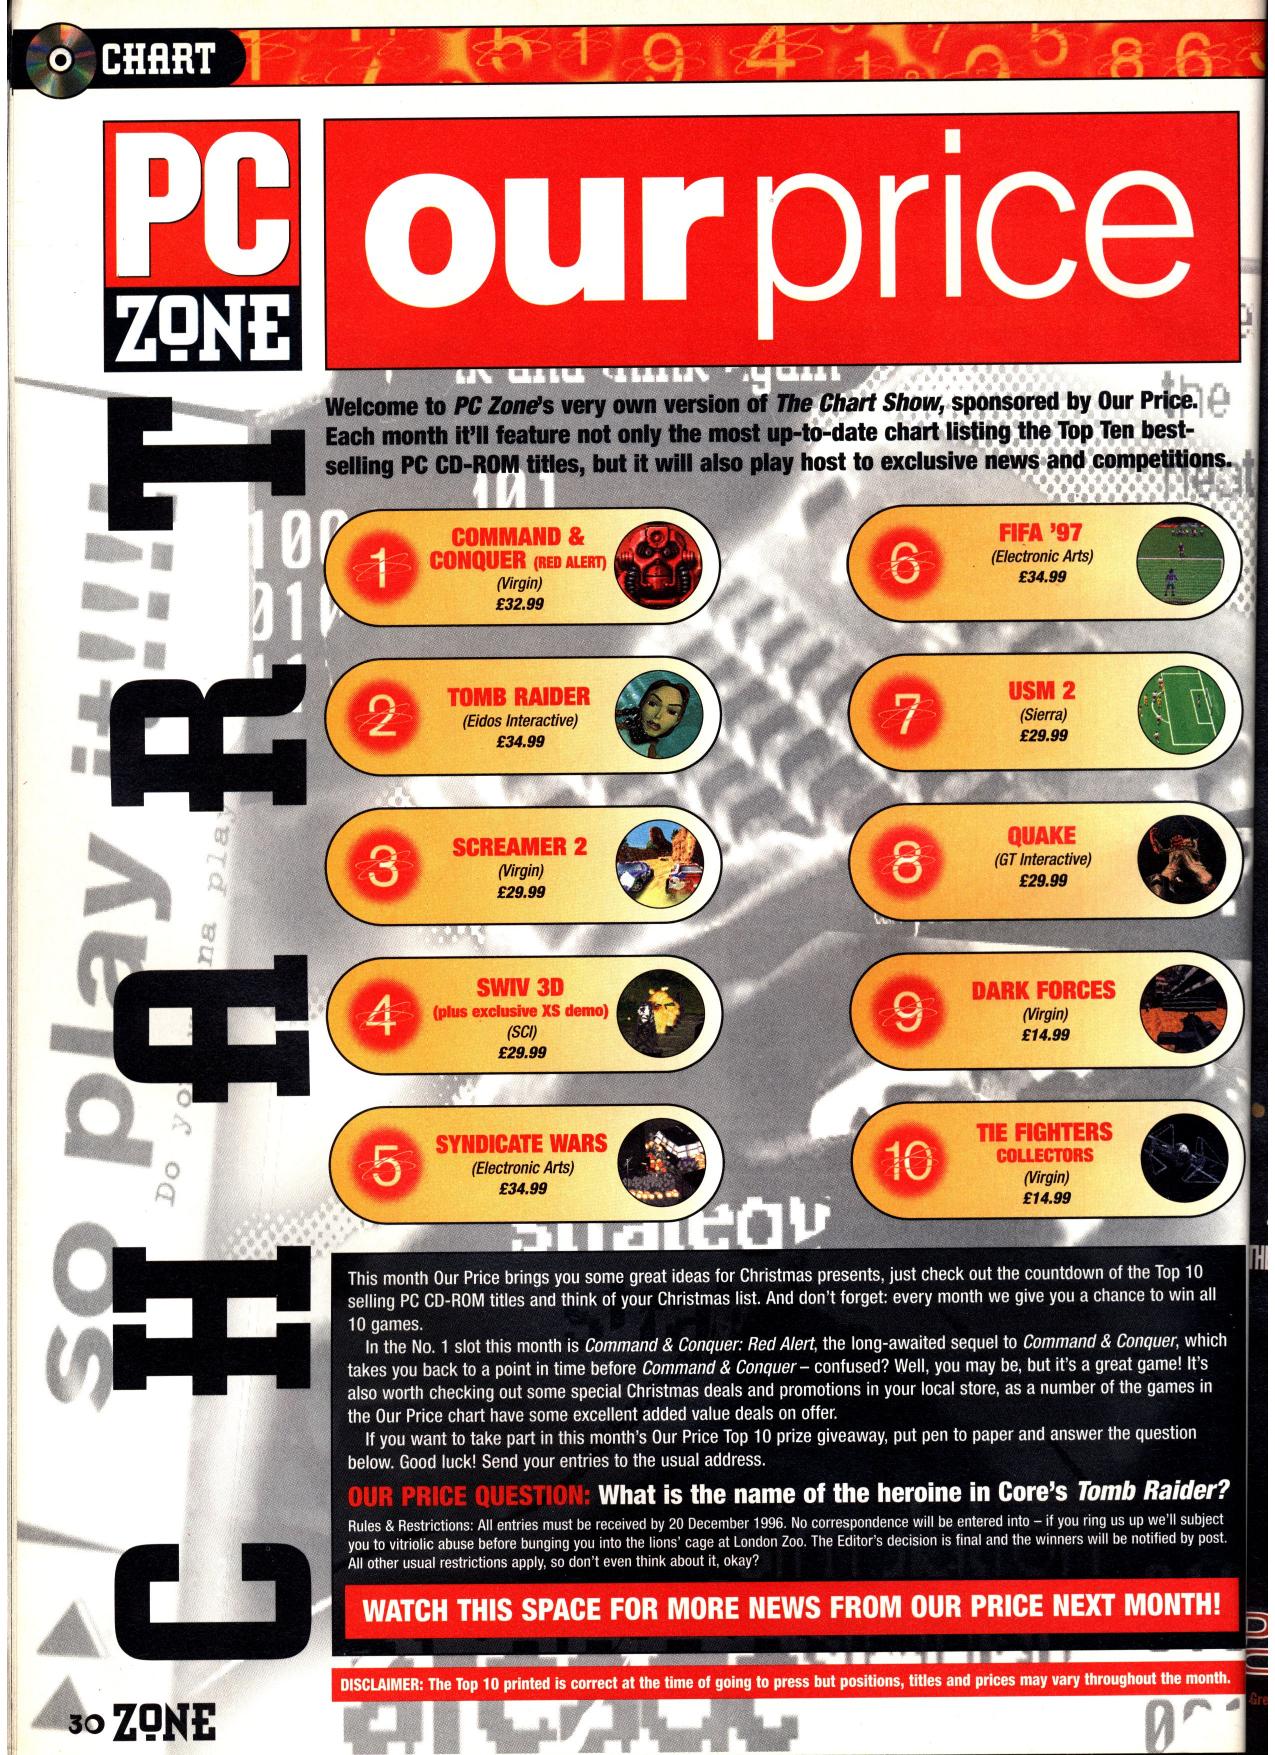 CHART
PC
ZONE
ourprice
CHART
Welcome to PC Zone's very own version of The Chart Show, sponsored by Our Price.
Each month it'll feature not only the most up-to-date chart listing the Top Ten best-
selling PC CD-ROM titles, but it will also play host to exclusive news and competitions.
1
COMMAND &
CONQUER (RED ALERT)
(Virgin)
£32.99
2
TOMB RAIDER
(Eidos Interactive)
£34.99
3
SCREAMER 2
(Virgin)
£29.99
4
SWIV 3D
(plus exclusive XS demo)
(SCI)
£29.99
5
SYNDICATE WARS
(Electronic Arts)
£34.99
6
FIFA '97
(Electronic Arts)
£34.99
7
USM 2
(Sierra)
£29.99
8
QUAKE
(GT Interactive)
£29.99
9
DARK FORCES
(Virgin)
£14.99
10
TIE FIGHTERS
COLLECTORS
(Virgin)
£14.99
so play it!!!!
strategy
This month Our Price brings you some great ideas for Christmas presents, just check out the countdown of the Top 10
selling PC CD-ROM titles and think of your Christmas list. And don't forget: every month we give you a chance to win all
10 games.
In the No. 1 slot this month is Command & Conquer: Red Alert, the long-awaited sequel to Command & Conquer, which
takes you back to a point in time before Command & Conquer – confused? Well, you may be, but it's a great game! It's
also worth checking out some special Christmas deals and promotions in your local store, as a number of the games in
the Our Price chart have some excellent added value deals on offer.
If you want to take part in this month's Our Price Top 10 prize giveaway, put pen to paper and answer the question
below. Good luck! Send your entries to the usual address.
OUR PRICE QUESTION: What is the name of the heroine in Core's Tomb Raider?
Rules & Restrictions: All entries must be received by 20 December 1996. No correspondence will be entered into – if you ring us up we'll subject
you to vitriolic abuse before bunging you into the lions' cage at London Zoo. The Editor's decision is final and the winners will be notified by post.
All other usual restrictions apply, so don't even think about it, okay?
WATCH THIS SPACE FOR MORE NEWS FROM OUR PRICE NEXT MONTH!
DISCLAIMER: The Top 10 printed is correct at the time of going to press but positions, titles and prices may vary throughout the month.
30 ZONE